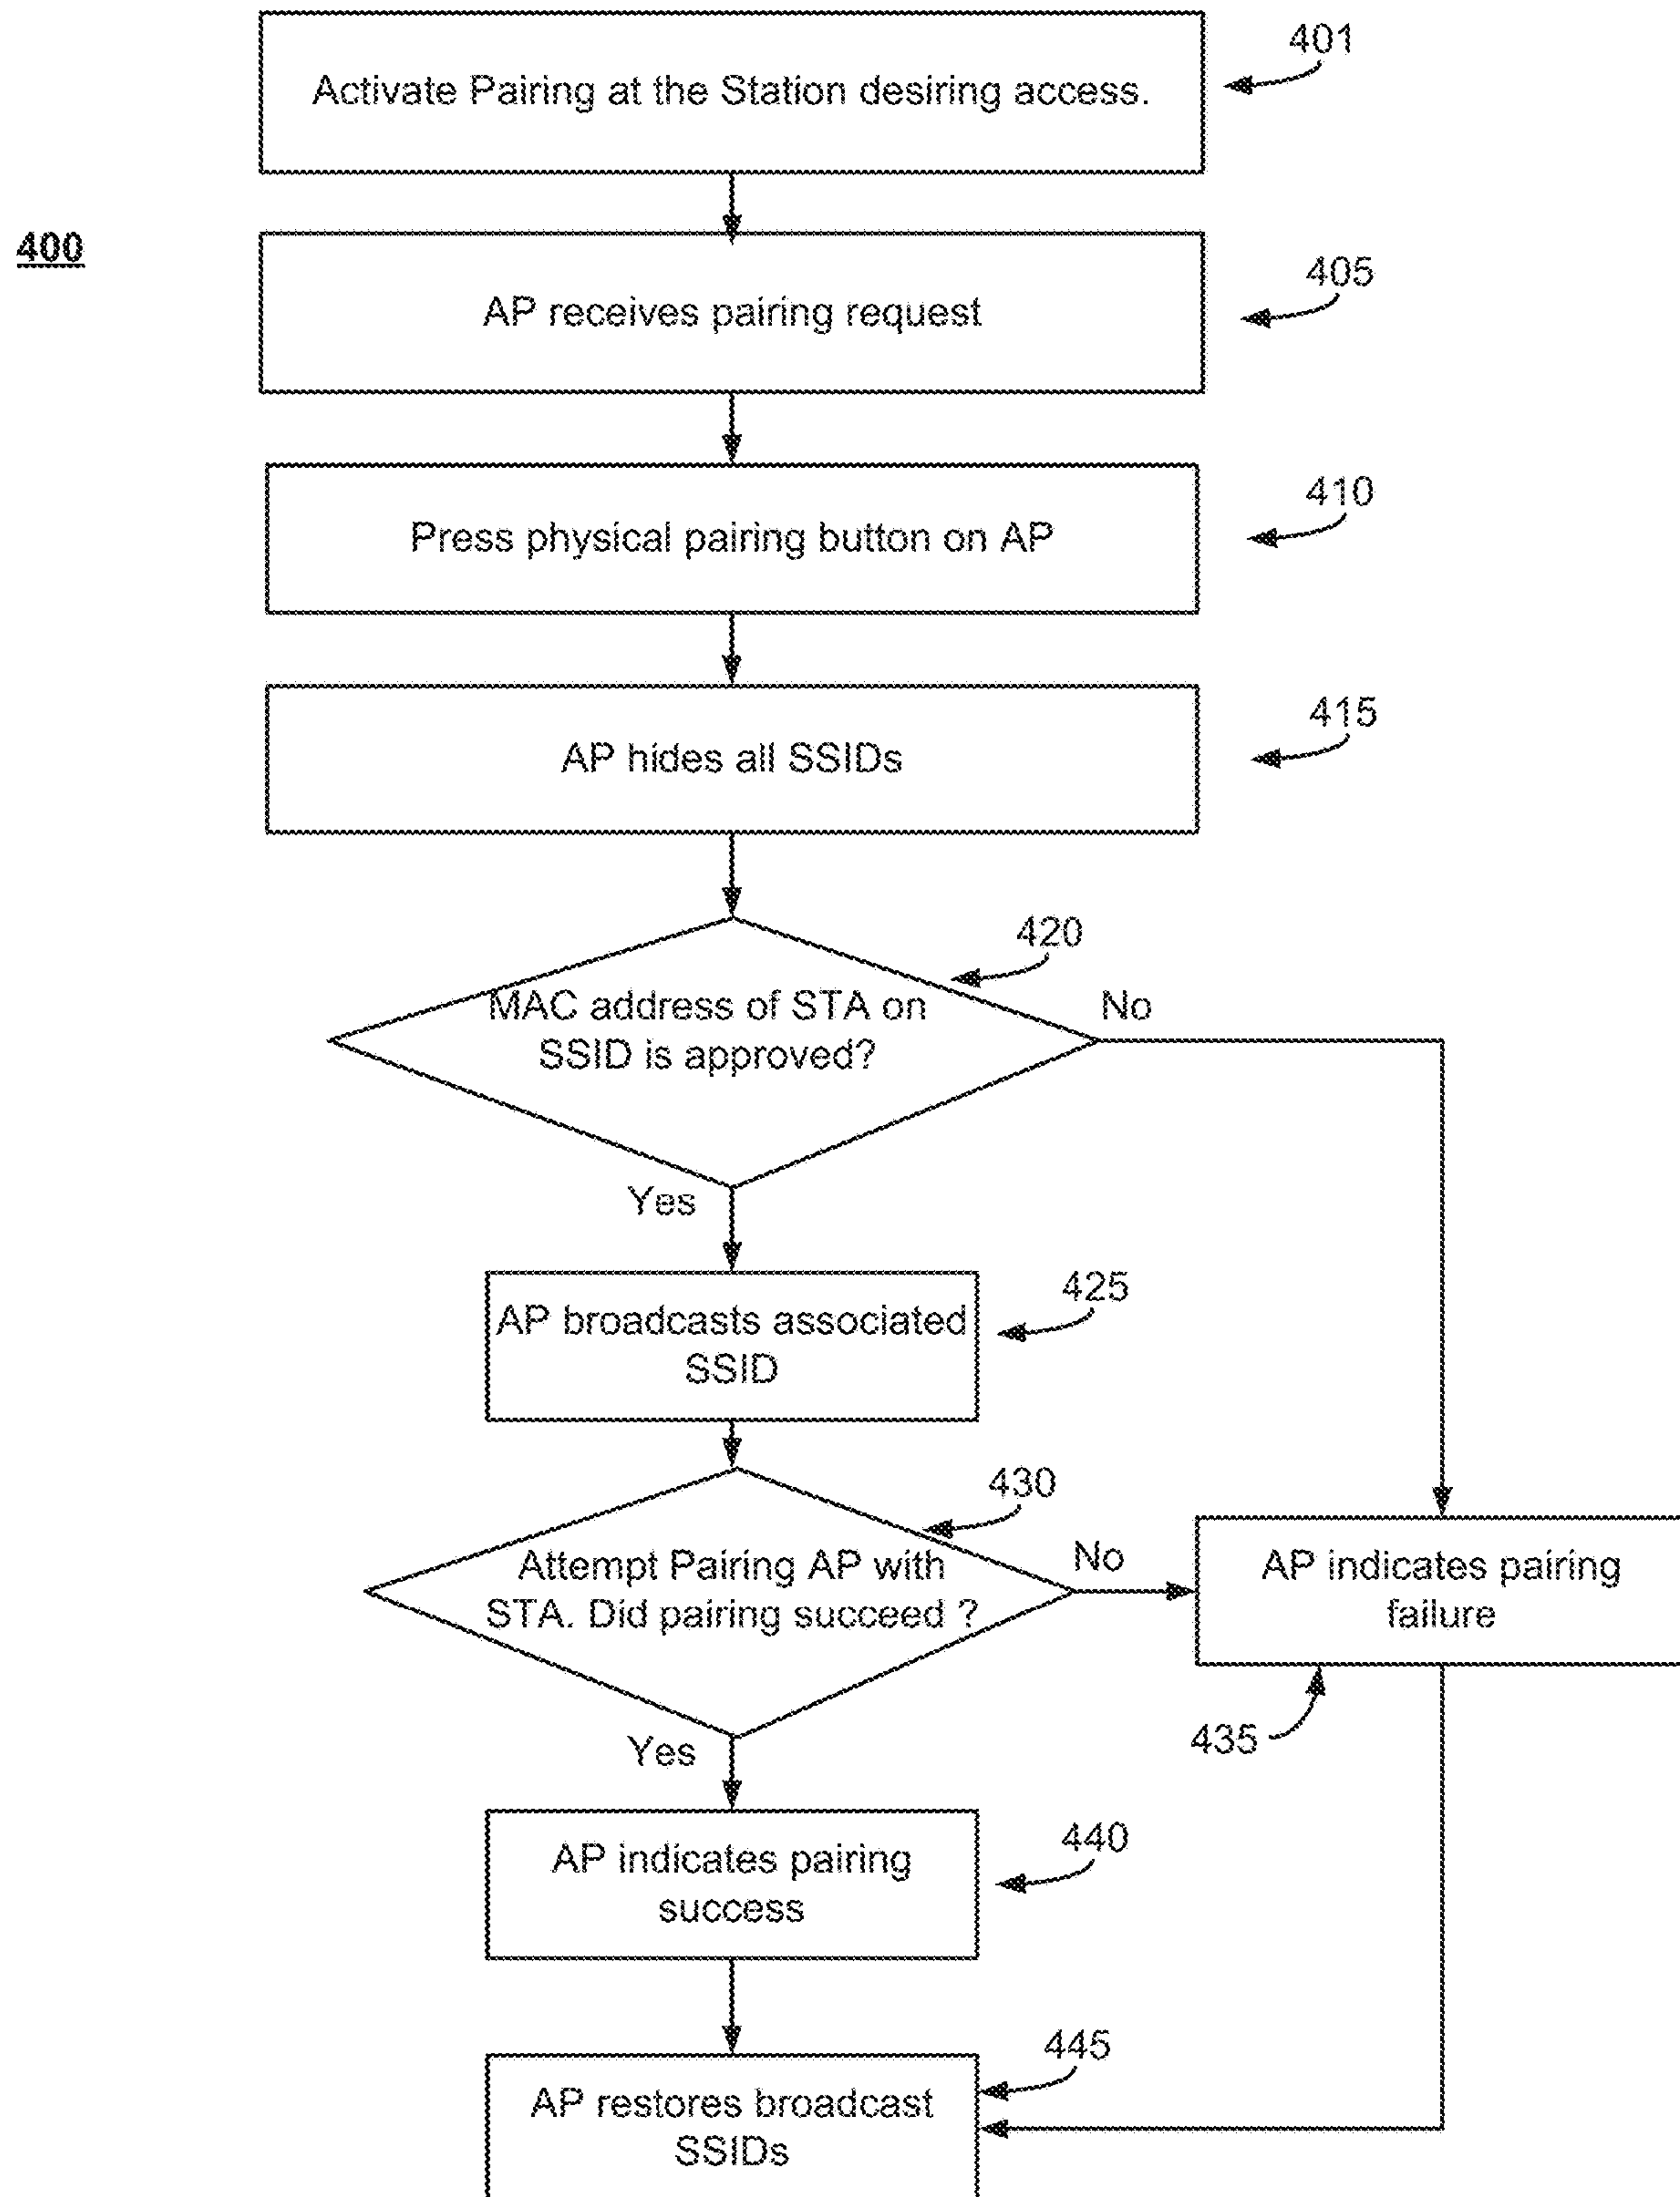 401
Activate Pairing at the Station desiring access.
400
405
AP receives pairing request
410
Press physical pairing button on AP
415
AP hides all SSIDs
420
MAC address of STA on
SSID is approved?
No
Yes
425
AP broadcasts associated
SSID
430
Attempt Pairing AP with
STA. Did pairing succeed ?
No
AP indicates pairing
failure
435
Yes
440
AP indicates pairing
success
445
AP restores broadcast
SSIDs